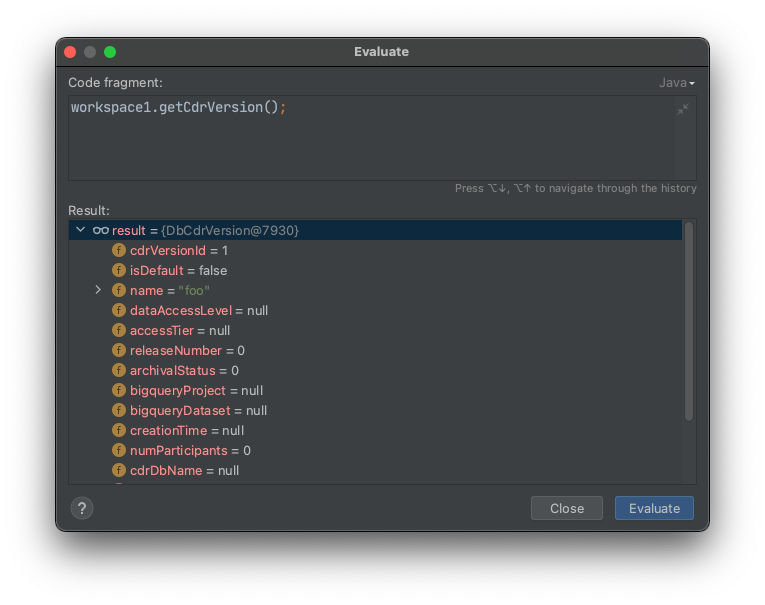 Evaluate
Code fragment:
Java
workspace1.getCdrVersion();
Press ⌥↓, ⌥↑ to navigate through the history
Result:
result = {DbCdrVersion@7930}
f cdrVersionId = 1
f isDefault = false
f name = "foo"
f dataAccessLevel = null
f accessTier = null
f releaseNumber = 0
f archivalStatus = 0
f bigqueryProject = null
f bigqueryDataset = null
f creationTime = null
f numParticipants = 0
f cdrDbName = null
? Close Evaluate